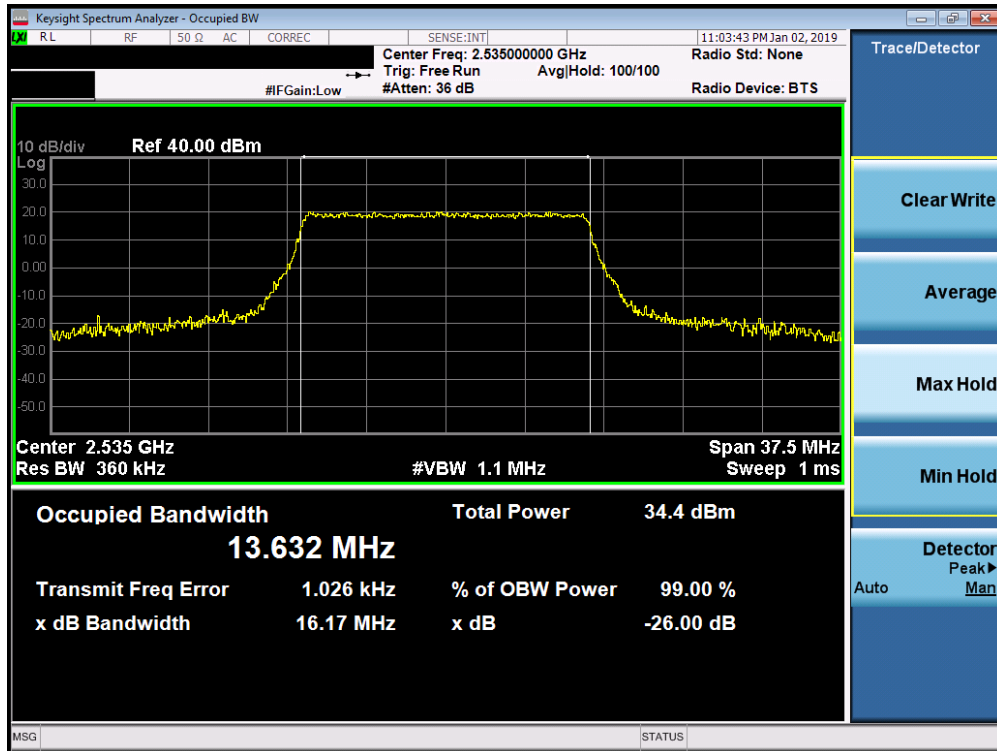 Keysight Spectrum Analyzer - Occupied BW
LXI RL RF 50 Ω AC CORREC SENSE:INT 11:03:43 PM Jan 02, 2019
Center Freq: 2.535000000 GHz Radio Std: None
Trig: Free Run Avg|Hold: 100/100
#IFGain:Low #Atten: 36 dB Radio Device: BTS
Trace/Detector
10 dB/div Ref 40.00 dBm
Log
30.0
20.0
10.0
0.00
-10.0
-20.0
-30.0
-40.0
-50.0
Center 2.535 GHz Span 37.5 MHz
Res BW 360 kHz #VBW 1.1 MHz Sweep 1 ms
Occupied Bandwidth Total Power 34.4 dBm
13.632 MHz
Transmit Freq Error 1.026 kHz % of OBW Power 99.00 %
x dB Bandwidth 16.17 MHz x dB -26.00 dB
Clear Write
Average
Max Hold
Min Hold
Detector
Peak▶
Auto Man
MSG STATUS